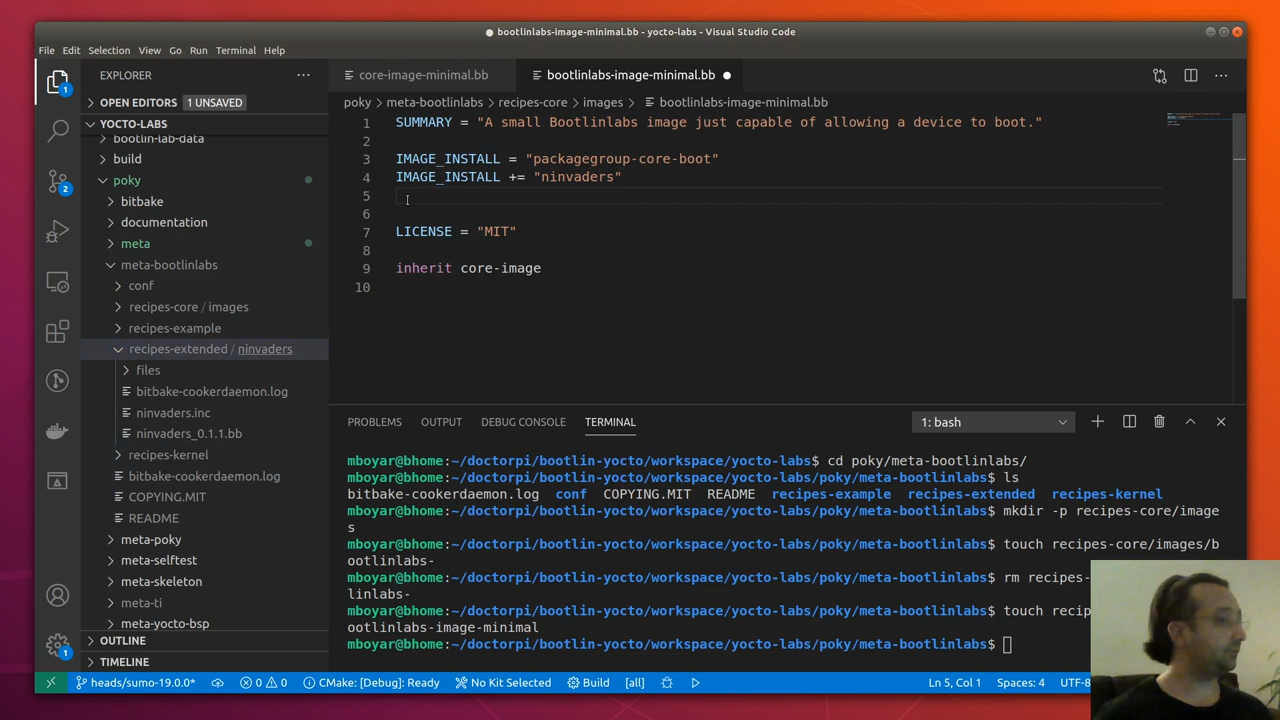 bootlinlabs-image-minimal.bb - yocto-labs - Visual Studio Code
File Edit Selection View Go Run Terminal Help
EXPLORER
core-image-minimal.bb
bootlinlabs-image-minimal.bb
OPEN EDITORS 1 UNSAVED
poky > meta-bootlinlabs > recipes-core > images > bootlinlabs-image-minimal.bb
YOCTO-LABS
bootlin-lab-data
build
poky
bitbake
documentation
meta
meta-bootlinlabs
conf
recipes-core / images
recipes-example
recipes-extended / ninvaders
files
bitbake-cookerdaemon.log
ninvaders.inc
ninvaders_0.1.1.bb
recipes-kernel
bitbake-cookerdaemon.log
COPYING.MIT
README
meta-poky
meta-selftest
meta-skeleton
meta-ti
meta-yocto-bsp
OUTLINE
TIMELINE
1 SUMMARY = "A small Bootlinlabs image just capable of allowing a device to boot."
2
3 IMAGE_INSTALL = "packagegroup-core-boot"
4 IMAGE_INSTALL += "ninvaders"
5
6
7 LICENSE = "MIT"
8
9 inherit core-image
10
PROBLEMS OUTPUT DEBUG CONSOLE TERMINAL 1: bash
mboyar@bhome:~/doctorpi/bootlin-yocto/workspace/yocto-labs$ cd poky/meta-bootlinlabs/
mboyar@bhome:~/doctorpi/bootlin-yocto/workspace/yocto-labs/poky/meta-bootlinlabs$ ls
bitbake-cookerdaemon.log conf COPYING.MIT README recipes-example recipes-extended recipes-kernel
mboyar@bhome:~/doctorpi/bootlin-yocto/workspace/yocto-labs/poky/meta-bootlinlabs$ mkdir -p recipes-core/image
s
mboyar@bhome:~/doctorpi/bootlin-yocto/workspace/yocto-labs/poky/meta-bootlinlabs$ touch recipes-core/images/b
ootlinlabs-
mboyar@bhome:~/doctorpi/bootlin-yocto/workspace/yocto-labs/poky/meta-bootlinlabs$ rm recipes-
linlabs-
mboyar@bhome:~/doctorpi/bootlin-yocto/workspace/yocto-labs/poky/meta-bootlinlabs$ touch recip
ootlinlabs-image-minimal
mboyar@bhome:~/doctorpi/bootlin-yocto/workspace/yocto-labs/poky/meta-bootlinlabs$
1
2
1
heads/sumo-19.0.0* 0 0 CMake: [Debug]: Ready No Kit Selected Build [all] Ln 5, Col 1 Spaces: 4 UTF-8